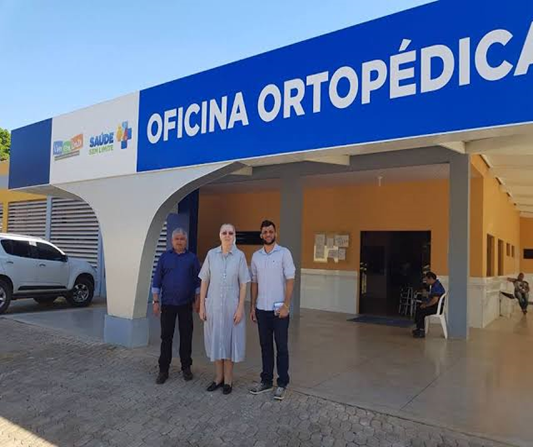 SAÚDE
SEM LIMITE
OFICINA ORTOPÉDICA